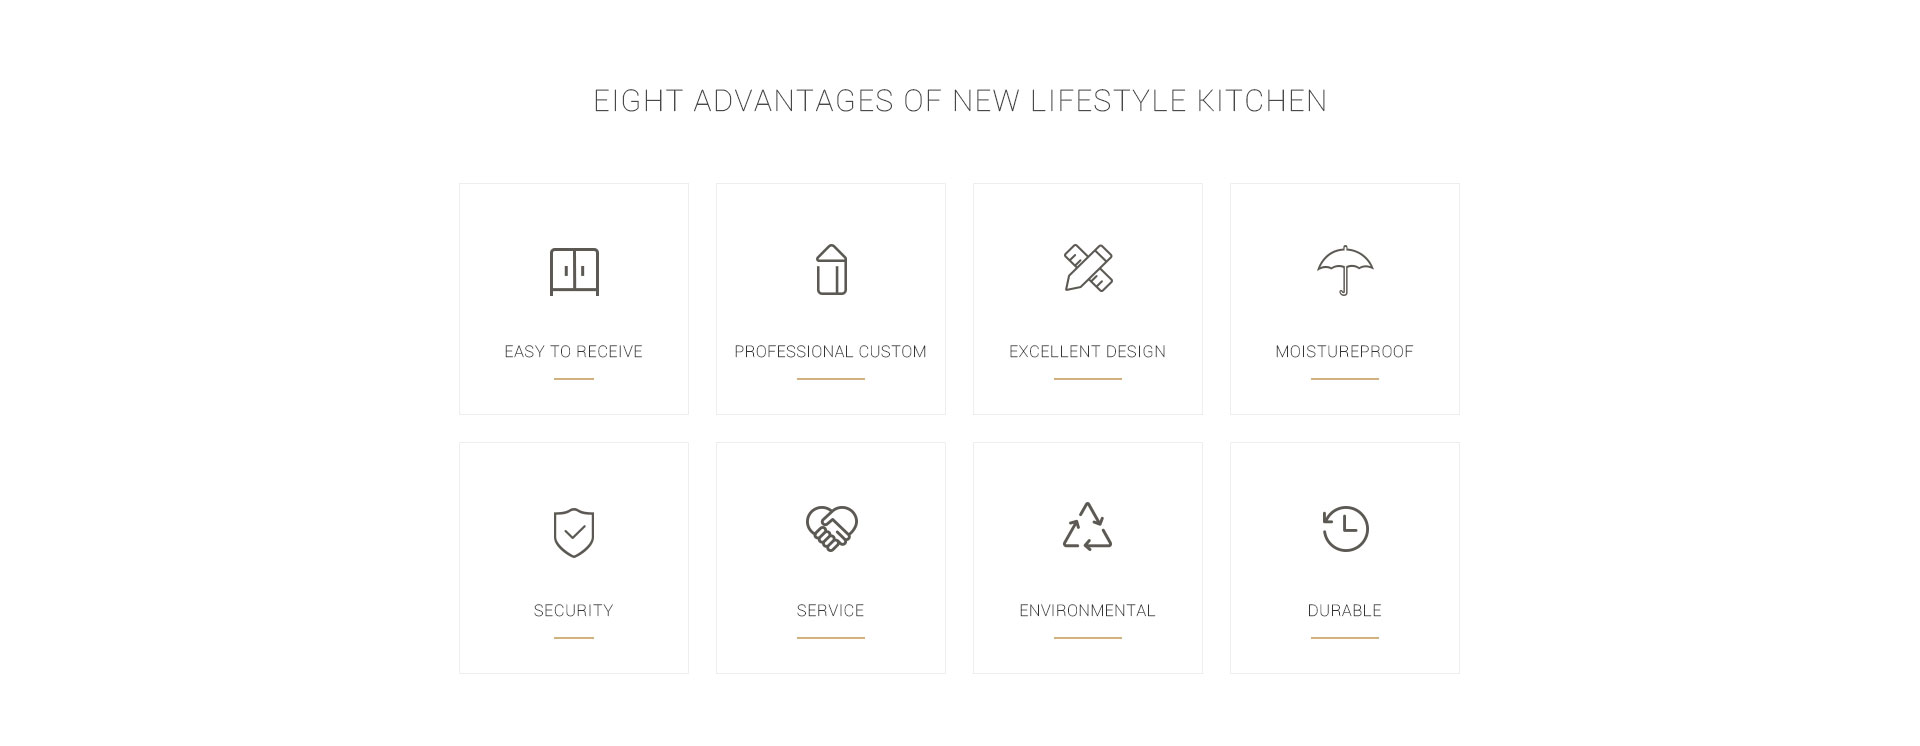 EIGHT ADVANTAGES OF NEW LIFESTYLE KITCHEN
EASY TO RECEIVE
PROFESSIONAL CUSTOM
EXCELLENT DESIGN
MOISTUREPROOF
SECURITY
SERVICE
ENVIRONMENTAL
DURABLE